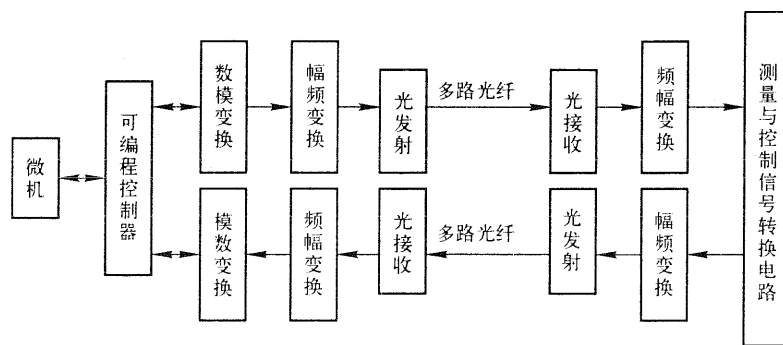 微机
可编程控制器
数模变换
幅频变换
光发射
多路光纤
光接收
频幅变换
测量与控制信号转换电路
模数变换
频幅变换
光接收
多路光纤
光发射
幅频变换